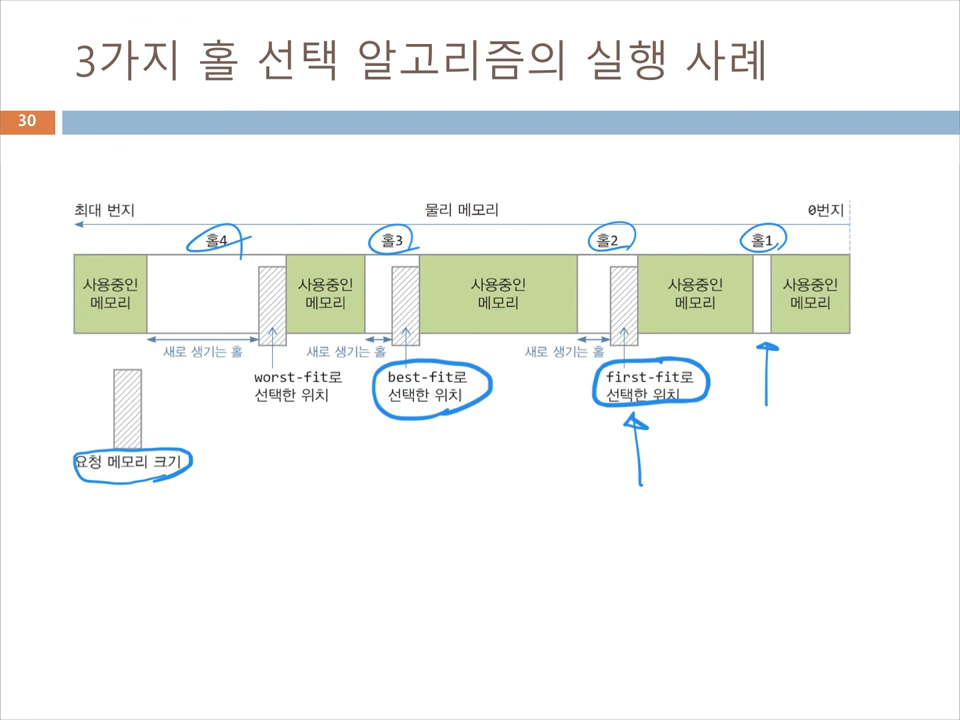 3가지 홀 선택 알고리즘의 실행 사례
30
최대 번지 물리 메모리 0번지
홀4 홀3 홀2 홀1
사용중인 사용중인 사용중인 사용중인 사용중인
메모리 메모리 메모리 메모리 메모리
새로 생기는 홀 새로 생기는 홀 새로 생기는 홀
worst-fit로 best-fit로 first-fit로
선택한 위치 선택한 위치 선택한 위치
요청 메모리 크기